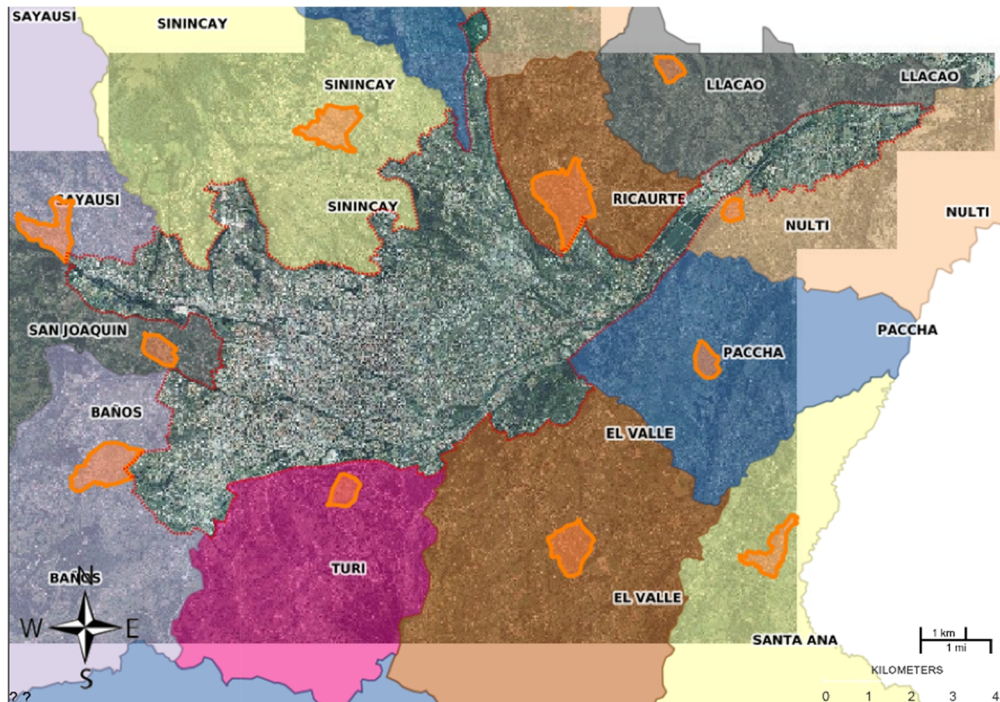 SAYAUSI
SININCAY
SININCAY
LLACAO
LLACAO
SAYAUSI
SININCAY
RICAURTE
NULTI
NULTI
SAN JOAQUIN
PACCHA
PACCHA
BAÑOS
EL VALLE
TURI
BAÑOS
N
EL VALLE
W E
S
SANTA ANA
1 km
1 mi
KILOMETERS
0 1 2 3 4
? ?